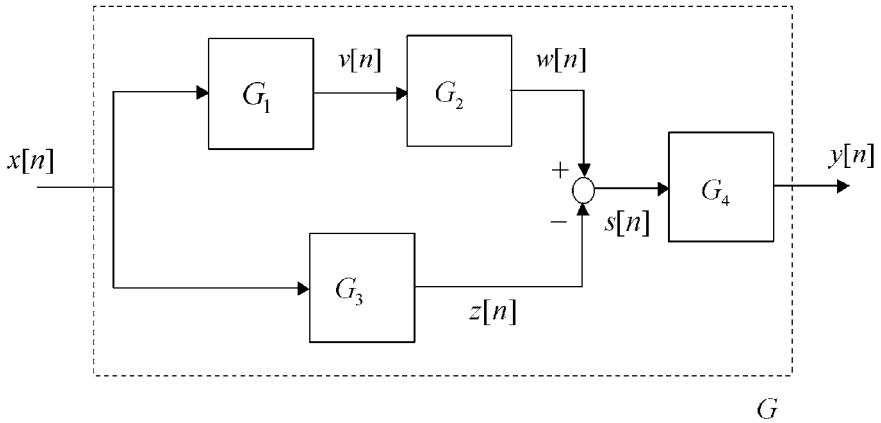 v[n]
w[n]
G₁
G₂
x[n]
y[n]
+
G₄
−
s[n]
G₃
z[n]
G